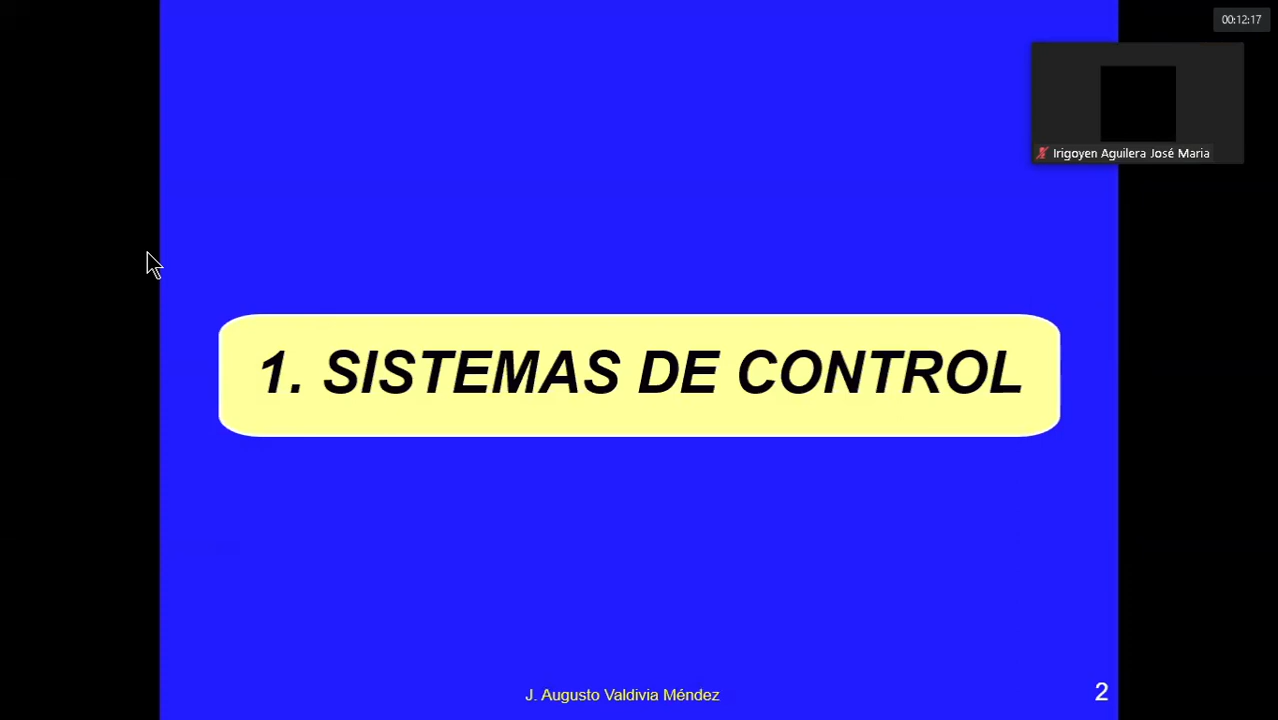 00:12:17
Irigoyen Aguilera José Maria
1. SISTEMAS DE CONTROL
J. Augusto Valdivia Méndez
2